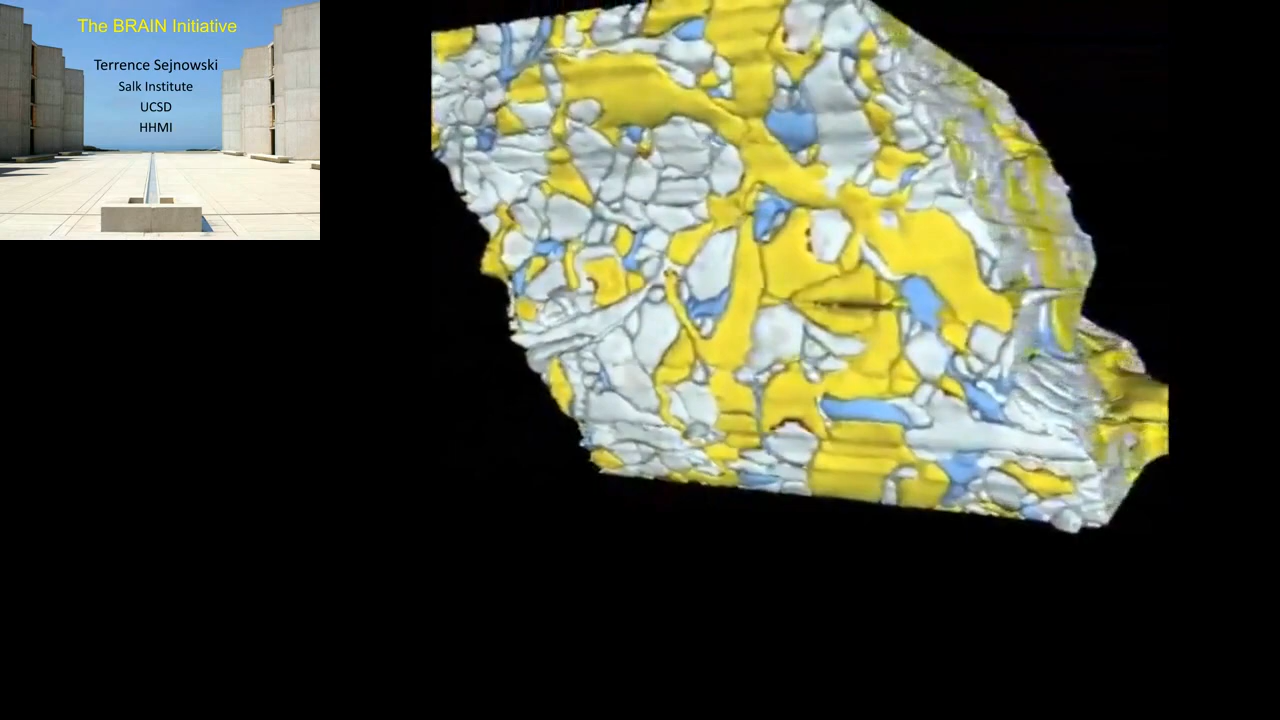 The BRAIN Initiative
Terrence Sejnowski
Salk Institute
UCSD
HHMI